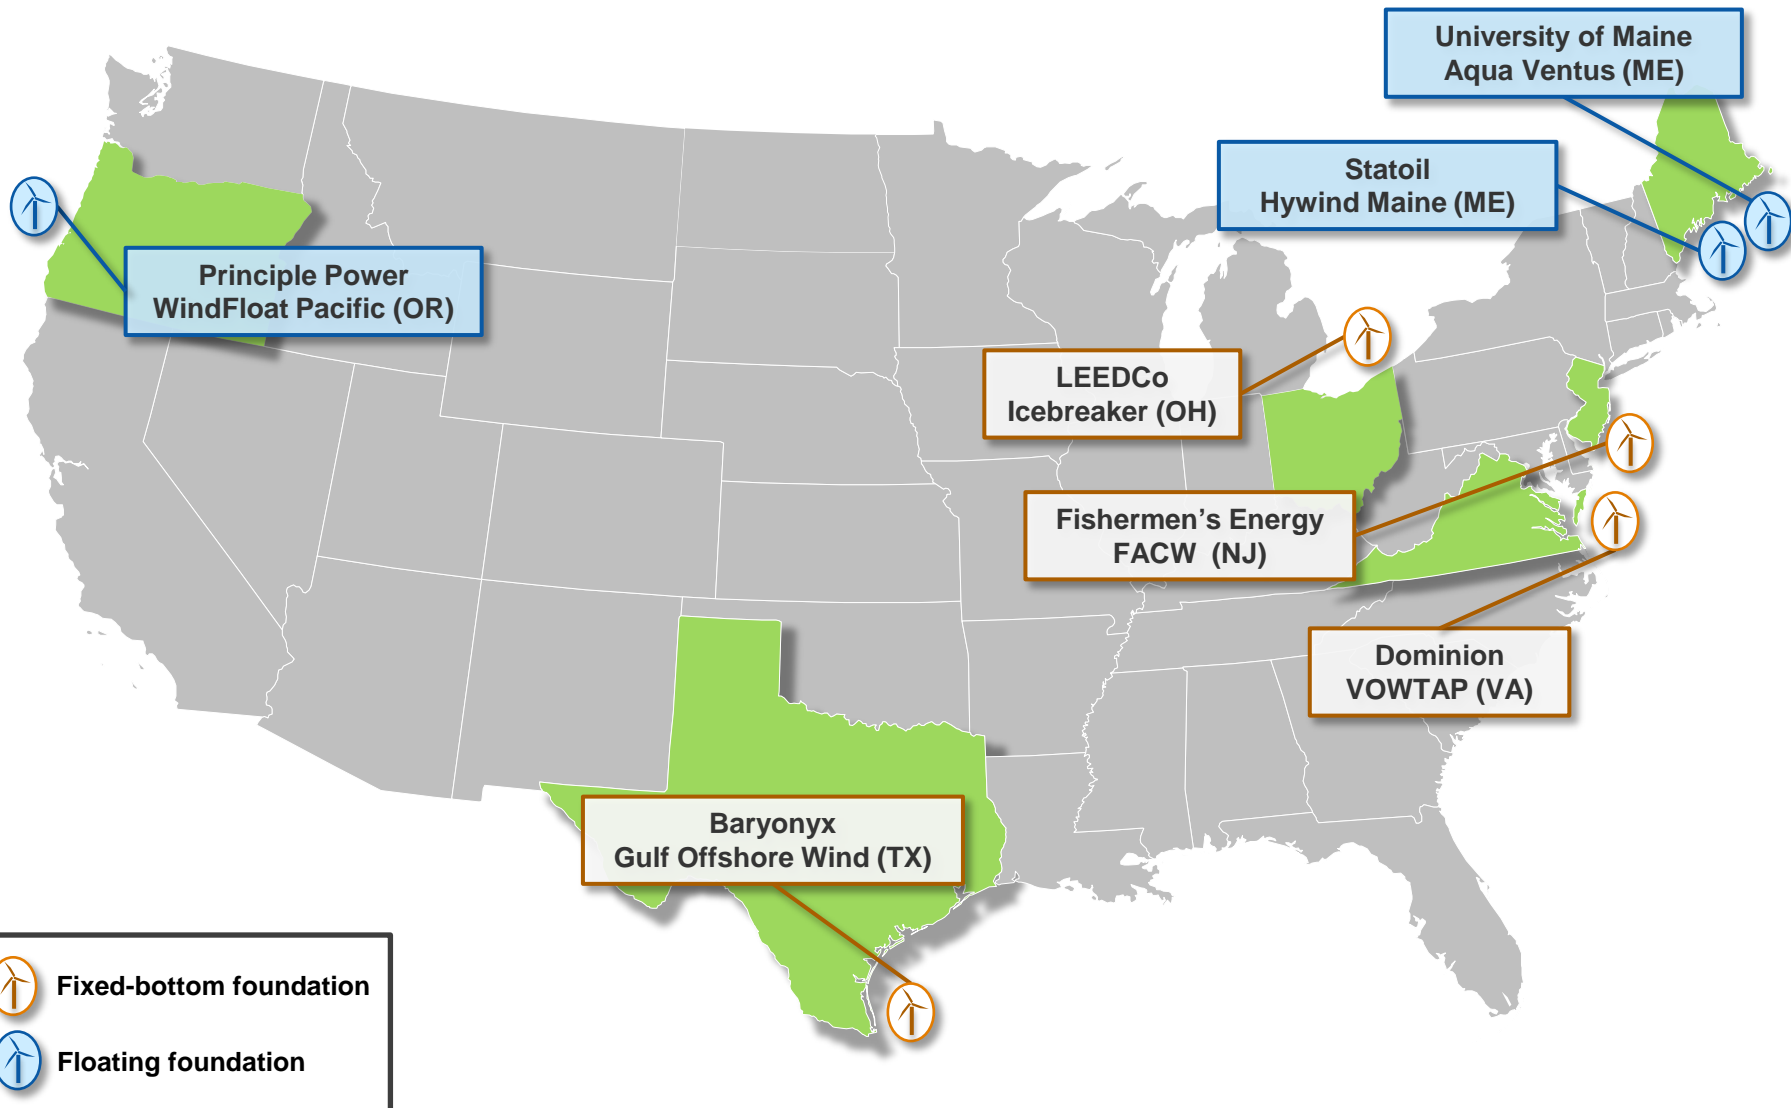 University of Maine
Aqua Ventus (ME)
Statoil
Hywind Maine (ME)
Principle Power
WindFloat Pacific (OR)
LEEDCo
Icebreaker (OH)
Fishermen’s Energy
FACW (NJ)
Dominion
VOWTAP (VA)
Baryonyx
Gulf Offshore Wind (TX)
Fixed-bottom foundation
Floating foundation